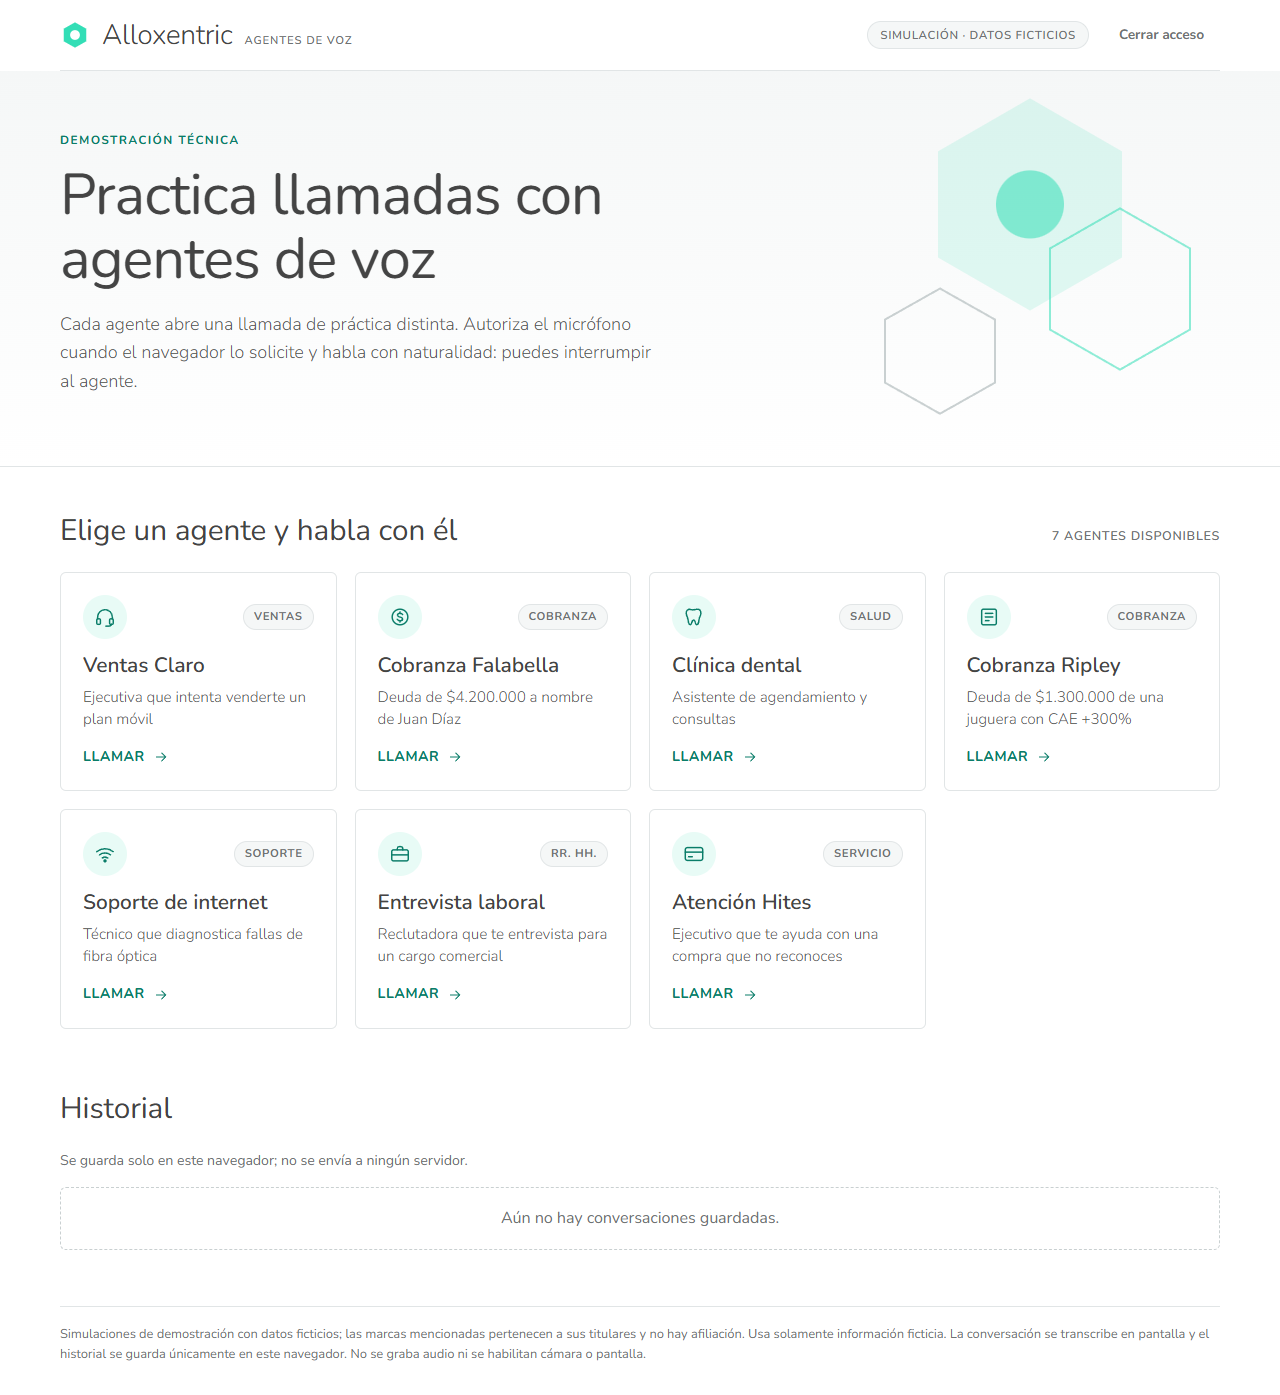 Alloxentric AGENTES DE VOZ
SIMULACIÓN · DATOS FICTICIOS
Cerrar acceso
DEMOSTRACIÓN TÉCNICA
Practica llamadas con
agentes de voz
Cada agente abre una llamada de práctica distinta. Autoriza el micrófono
cuando el navegador lo solicite y habla con naturalidad: puedes interrumpir
al agente.
Elige un agente y habla con él
7 AGENTES DISPONIBLES
VENTAS
Ventas Claro
Ejecutiva que intenta venderte un
plan móvil
LLAMAR →
COBRANZA
Cobranza Falabella
Deuda de $4.200.000 a nombre
de Juan Díaz
LLAMAR →
SALUD
Clínica dental
Asistente de agendamiento y
consultas
LLAMAR →
COBRANZA
Cobranza Ripley
Deuda de $1.300.000 de una
juguera con CAE +300%
LLAMAR →
SOPORTE
Soporte de internet
Técnico que diagnostica fallas de
fibra óptica
LLAMAR →
RR. HH.
Entrevista laboral
Reclutadora que te entrevista para
un cargo comercial
LLAMAR →
SERVICIO
Atención Hites
Ejecutivo que te ayuda con una
compra que no reconoces
LLAMAR →
Historial
Se guarda solo en este navegador; no se envía a ningún servidor.
Aún no hay conversaciones guardadas.
Simulaciones de demostración con datos ficticios; las marcas mencionadas pertenecen a sus titulares y no hay afiliación. Usa solamente información ficticia. La conversación se transcribe en pantalla y el
historial se guarda únicamente en este navegador. No se graba audio ni se habilitan cámara o pantalla.